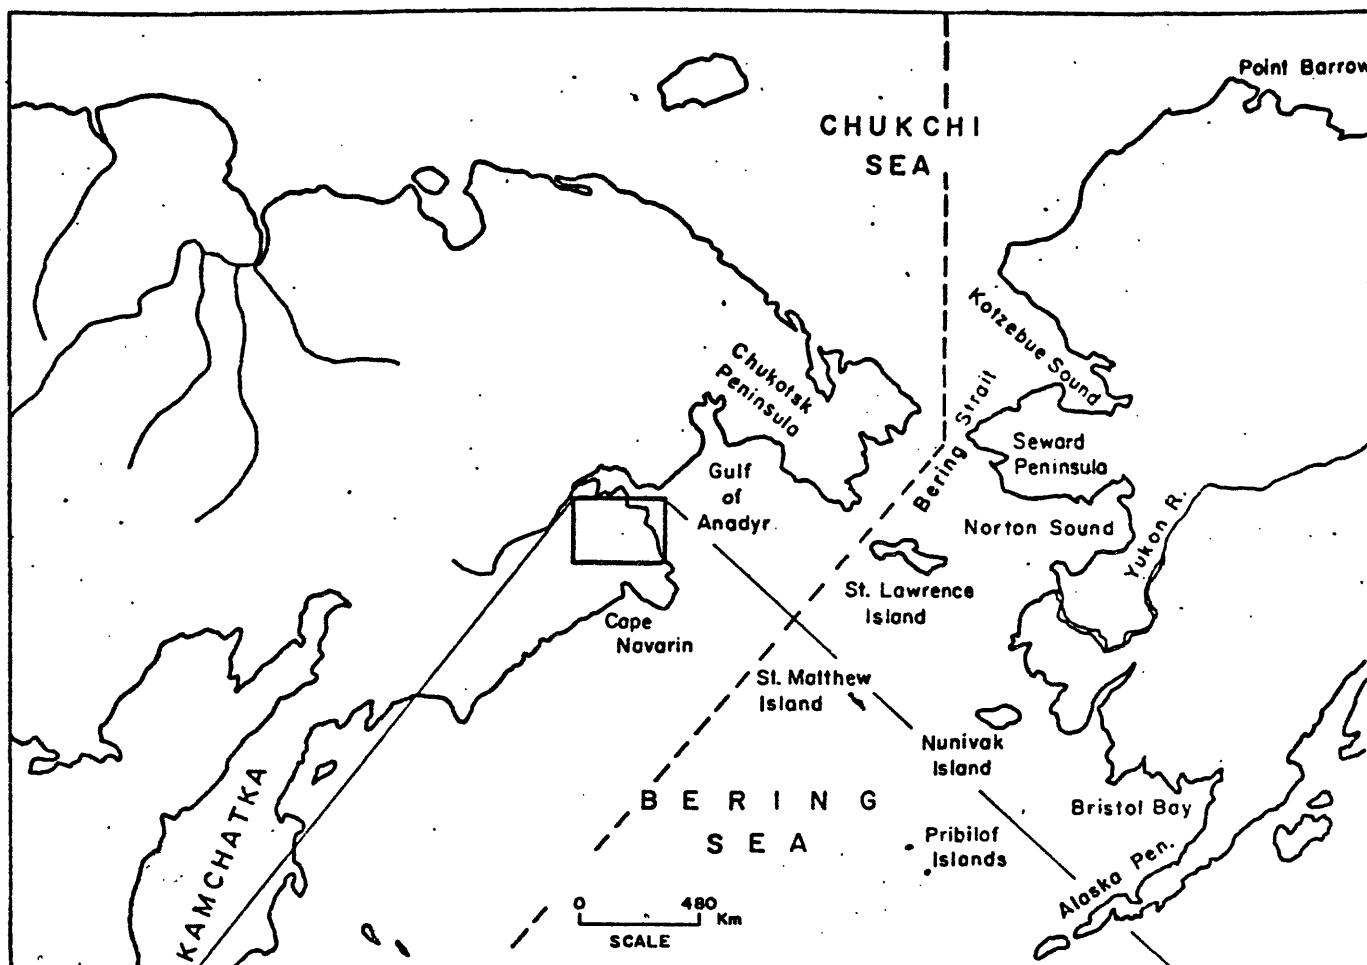 Point Barrow
CHUKCHI
SEA
Kotzebue Sound
Chukotsk
Peninsula
Bering Strait
Seward
Peninsula
Gulf
of
Anadyr
Norton Sound
Yukon R.
St. Lawrence
Island
Cape
Navarin
St. Matthew
Island
Nunivak
Island
KAMCHATKA
BERING
SEA
Bristol Bay
Pribilof
Islands
Alaska Pen.
0 480 Km
SCALE